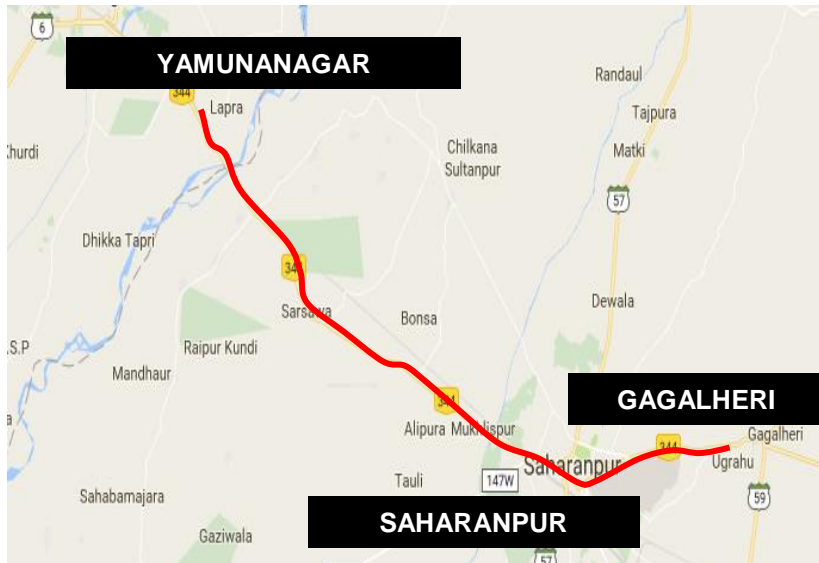 6
YAMUNANAGAR
344
Lapra
Randaul
Tajpura
Khurdi
Chilkana
Sultanpur
Matki
57
Dhikka Tapri
344
Sarsawa
Dewala
Bonsa
.S.P
Raipur Kundi
Mandhaur
344
GAGALHERI
Alipura Mukhlispur
344
Gagalheri
Saharanpur
Ugrahu
Tauli
147W
Sahabamajara
59
SAHARANPUR
Gaziwala
57